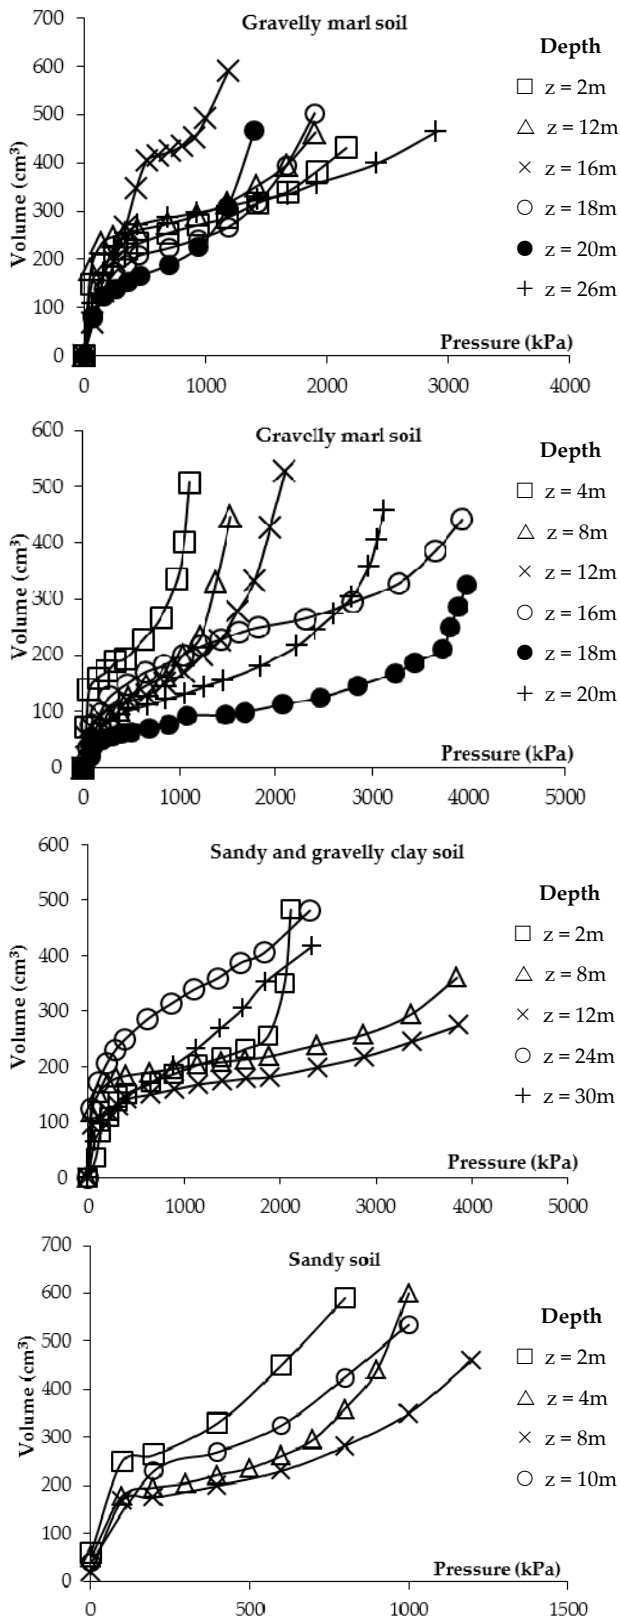 Gravelly marl soil
Volume (cm³)
700
600
500
400
300
200
100
0
0 1000 2000 3000 4000
Pressure (kPa)
Depth
z = 2m
z = 12m
z = 16m
z = 18m
z = 20m
z = 26m
Gravelly marl soil
Volume (cm³)
600
500
400
300
200
100
0
0 1000 2000 3000 4000 5000
Pressure (kPa)
Depth
z = 4m
z = 8m
z = 12m
z = 16m
z = 18m
z = 20m
Sandy and gravelly clay soil
Volume (cm³)
600
500
400
300
200
100
0
0 1000 2000 3000 4000 5000
Pressure (kPa)
Depth
z = 2m
z = 8m
z = 12m
z = 24m
z = 30m
Sandy soil
Volume (cm³)
700
600
500
400
300
200
100
0
0 500 1000 1500
Pressure (kPa)
Depth
z = 2m
z = 4m
z = 8m
z = 10m